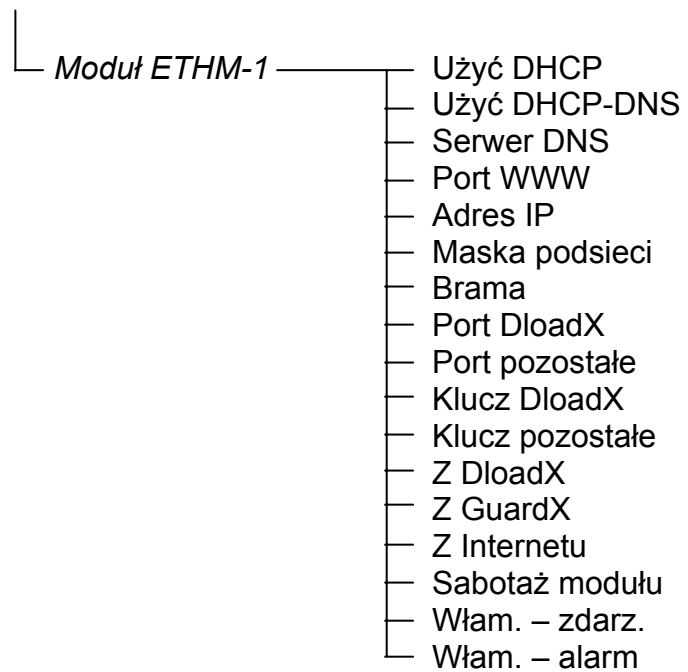 Moduł ETHM-1
Użyć DHCP
Użyć DHCP-DNS
Serwer DNS
Port WWW
Adres IP
Maska podsieci
Brama
Port DloadX
Port pozostałe
Klucz DloadX
Klucz pozostałe
Z DloadX
Z GuardX
Z Internetu
Sabotaż modułu
Włam. – zdarz.
Włam. – alarm